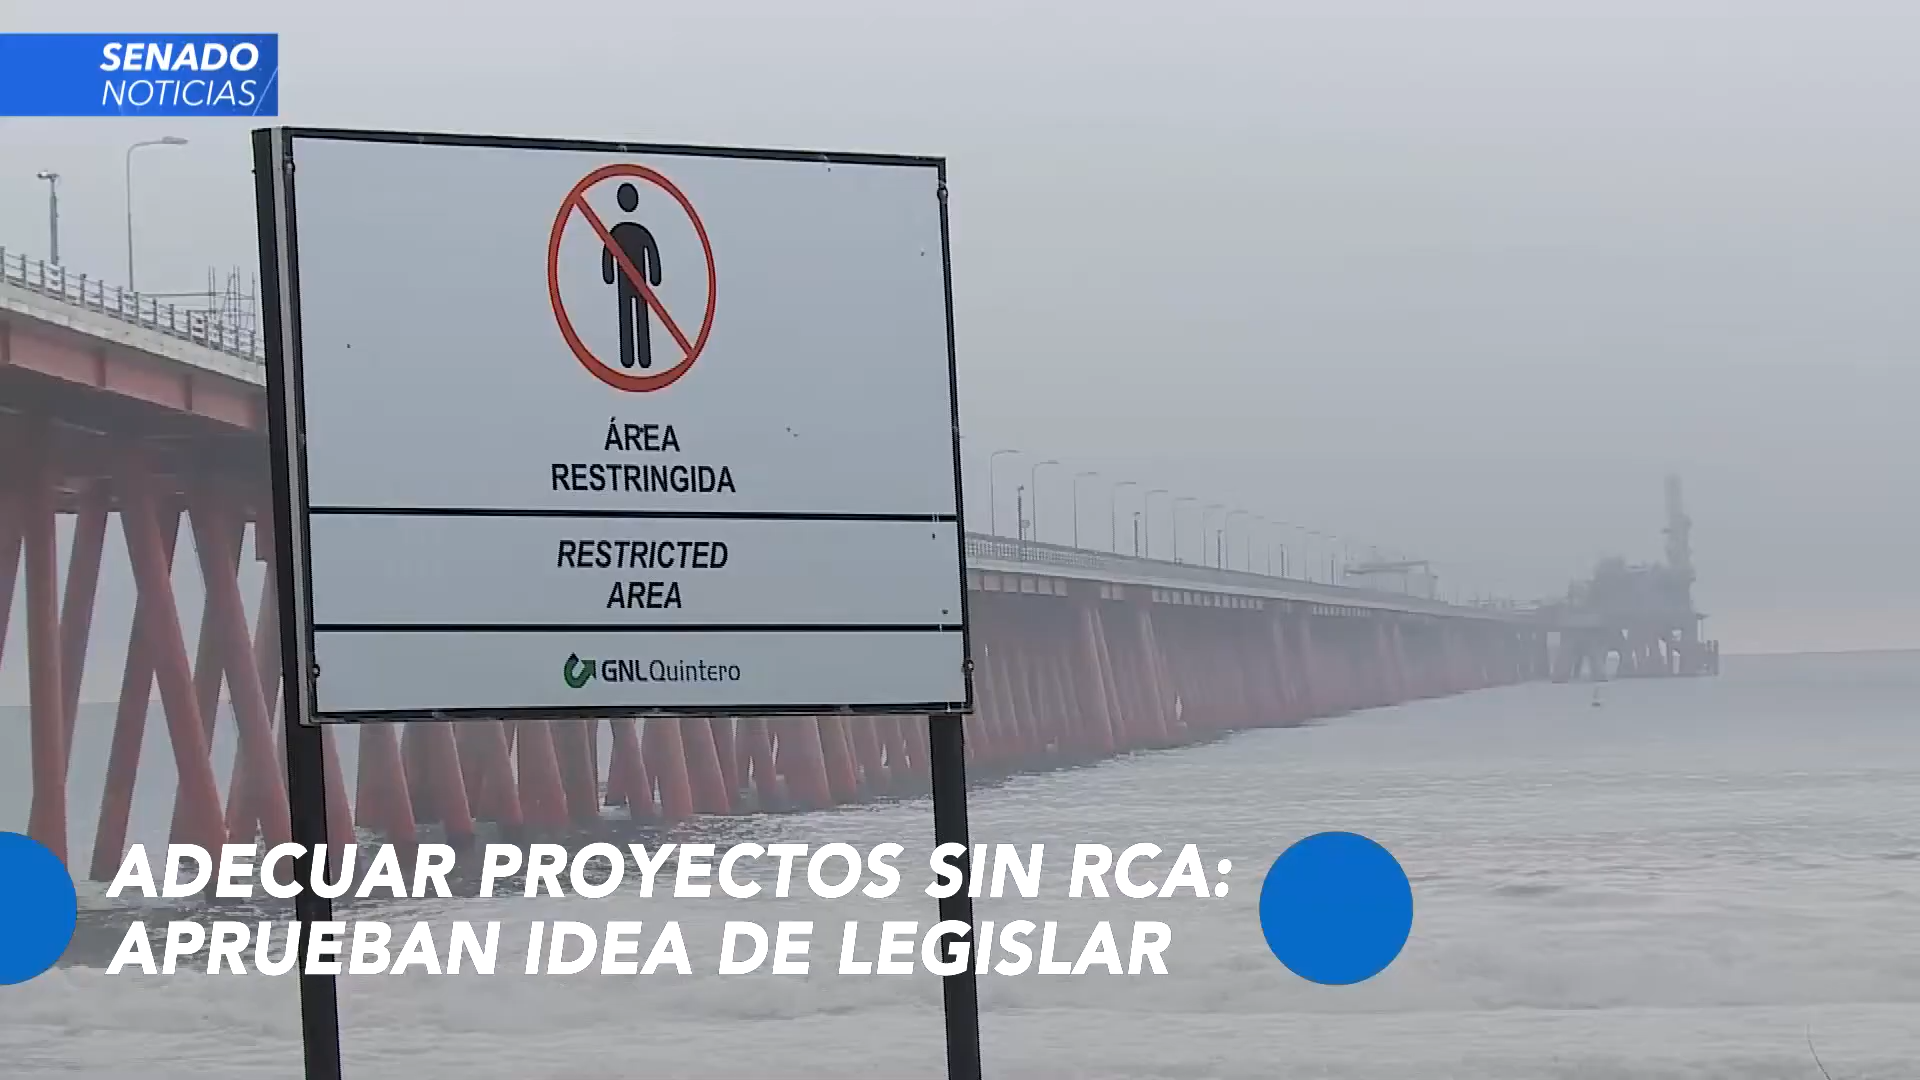 SENADO
NOTICIAS
ÁREA
RESTRINGIDA
RESTRICTED
AREA
GNLQuintero
ADECUAR PROYECTOS SIN RCA:
APRUEBAN IDEA DE LEGISLAR